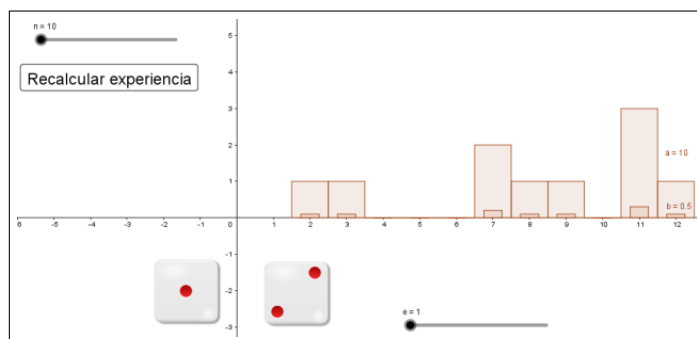 n = 10
Recalcular experiencia
5
4
3
2
1
0
-1
-2
-3
6 -5 -4 -3 -2 -1 0 1 2 3 4 5 6 7 8 9 10 11 12
a = 10
b = 0.5
e = 1